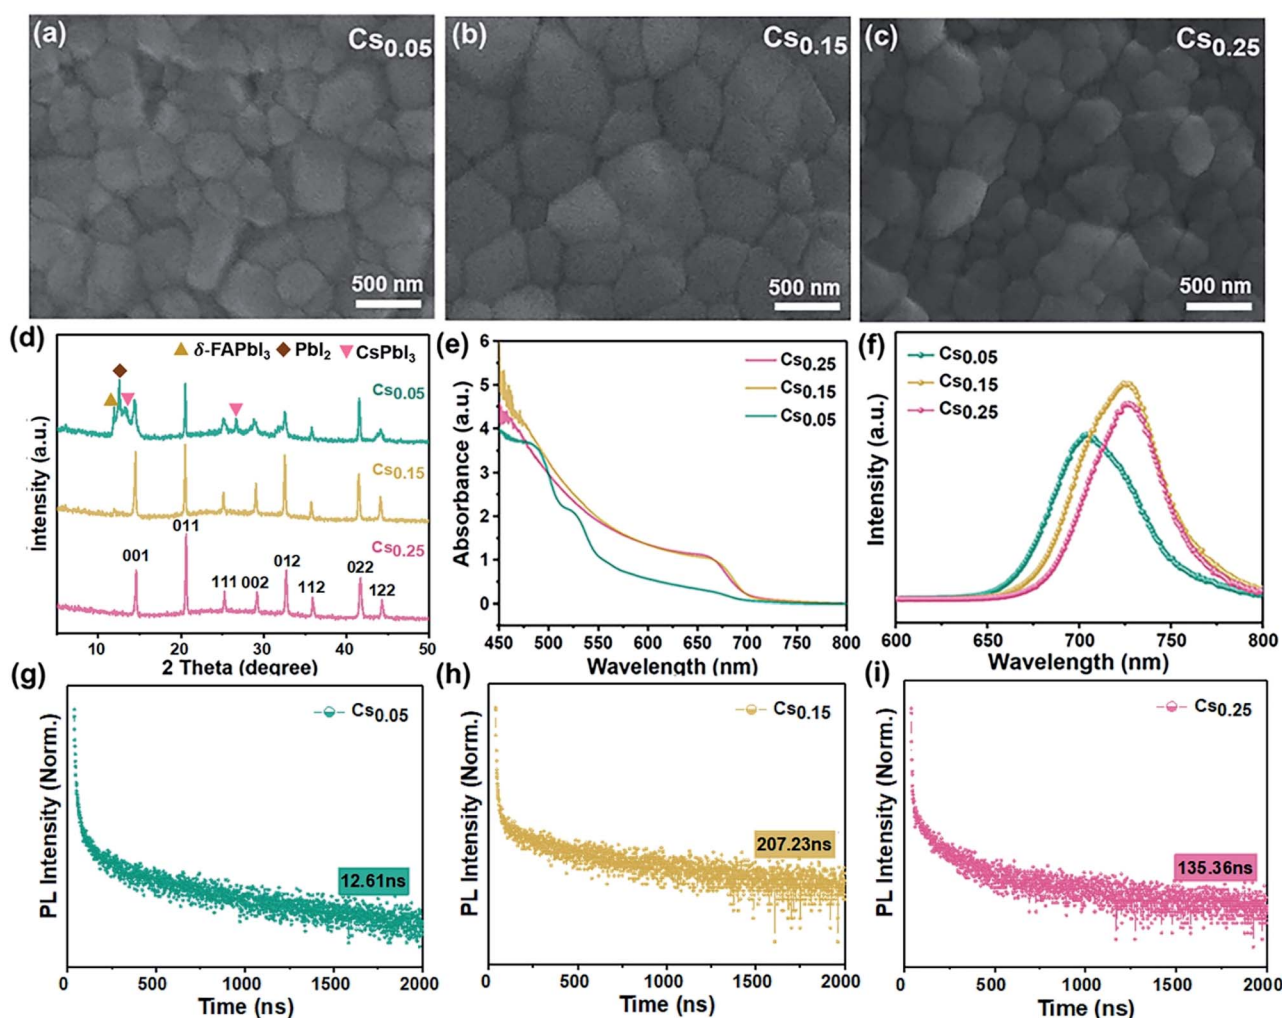 (a)
Cs0.05
500 nm
(b)
Cs0.15
500 nm
(c)
Cs0.25
500 nm
(d)
δ-FAPbI3
PbI2
CsPbI3
Cs0.05
Cs0.15
Cs0.25
001
011
111
002
012
112
022
122
Intensity (a.u.)
10 20 30 40 50
2 Theta (degree)
(e)
Cs0.25
Cs0.15
Cs0.05
Absorbance (a.u.)
6
5
4
3
2
1
0
450 500 550 600 650 700 750 800
Wavelength (nm)
(f)
Cs0.05
Cs0.15
Cs0.25
Intensity (a.u.)
600 650 700 750 800
Wavelength (nm)
(g)
Cs0.05
12.61ns
PL Intensity (Norm.)
0 500 1000 1500 2000
Time (ns)
(h)
Cs0.15
207.23ns
PL Intensity (Norm.)
0 500 1000 1500 2000
Time (ns)
(i)
Cs0.25
135.36ns
PL Intensity (Norm.)
0 500 1000 1500 2000
Time (ns)